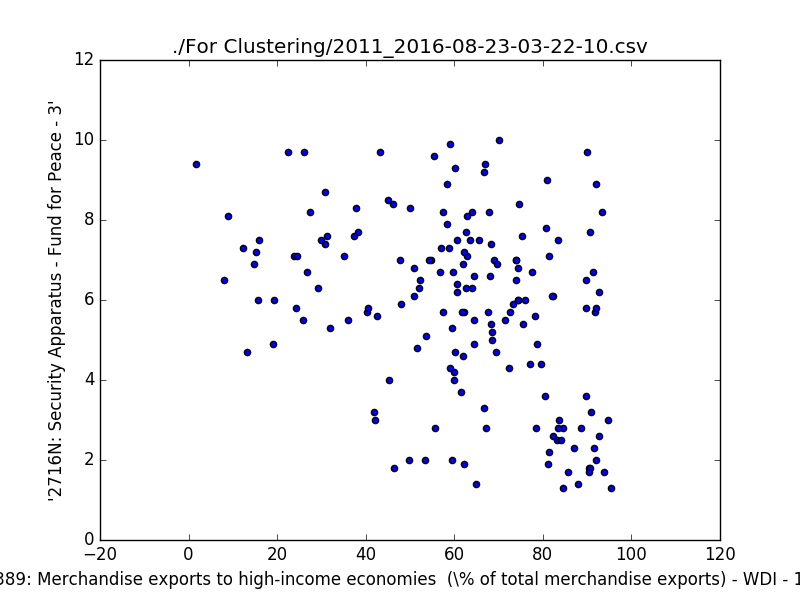 ./For Clustering/2011_2016-08-23-03-22-10.csv
12
10
8
6
4
2
0
'2716N: Security Apparatus - Fund for Peace - 3'
−20 0 20 40 60 80 100 120
389: Merchandise exports to high-income economies (\% of total merchandise exports) - WDI - 1